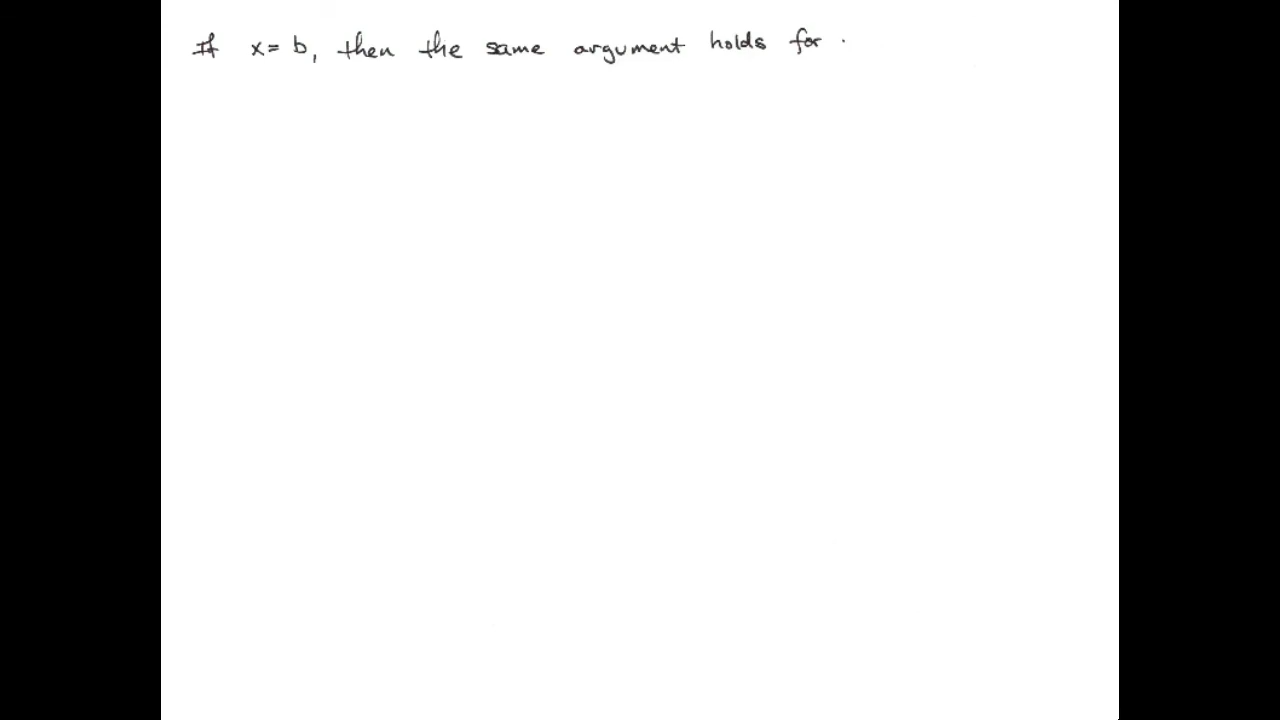 If x = b, then the same argument holds for